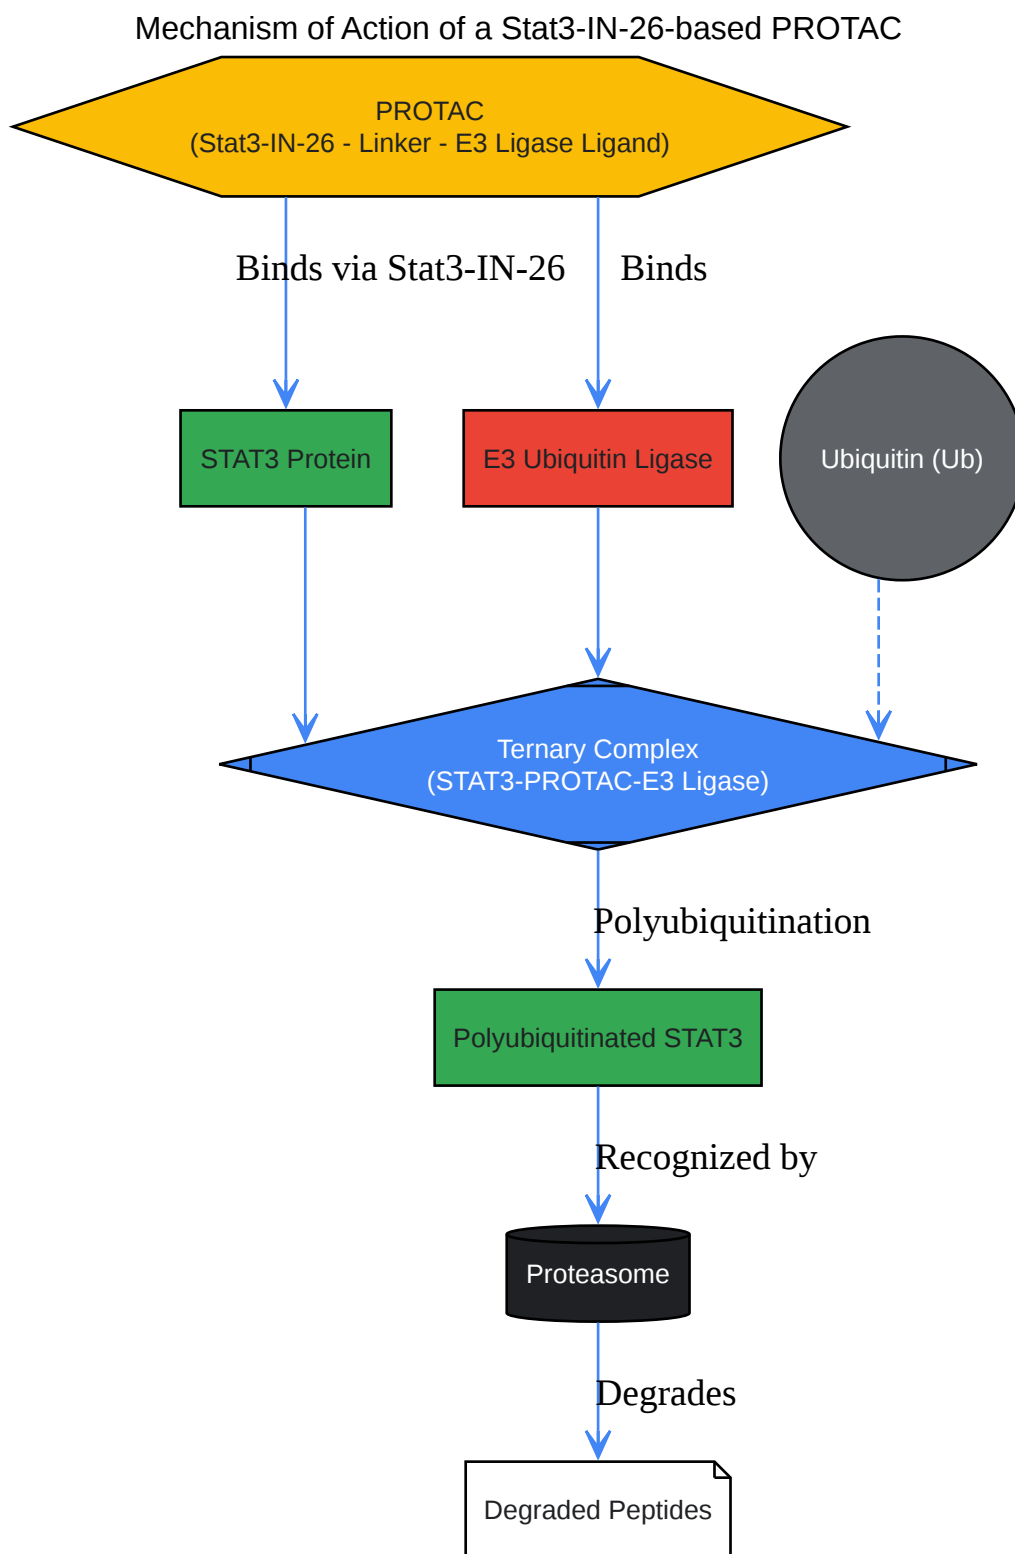 Mechanism of Action of a Stat3-IN-26-based PROTAC
PROTAC
(Stat3-IN-26 - Linker - E3 Ligase Ligand)
Binds via Stat3-IN-26
Binds
STAT3 Protein
E3 Ubiquitin Ligase
Ubiquitin (Ub)
Ternary Complex
(STAT3-PROTAC-E3 Ligase)
Polyubiquitination
Polyubiquitinated STAT3
Recognized by
Proteasome
Degrades
Degraded Peptides